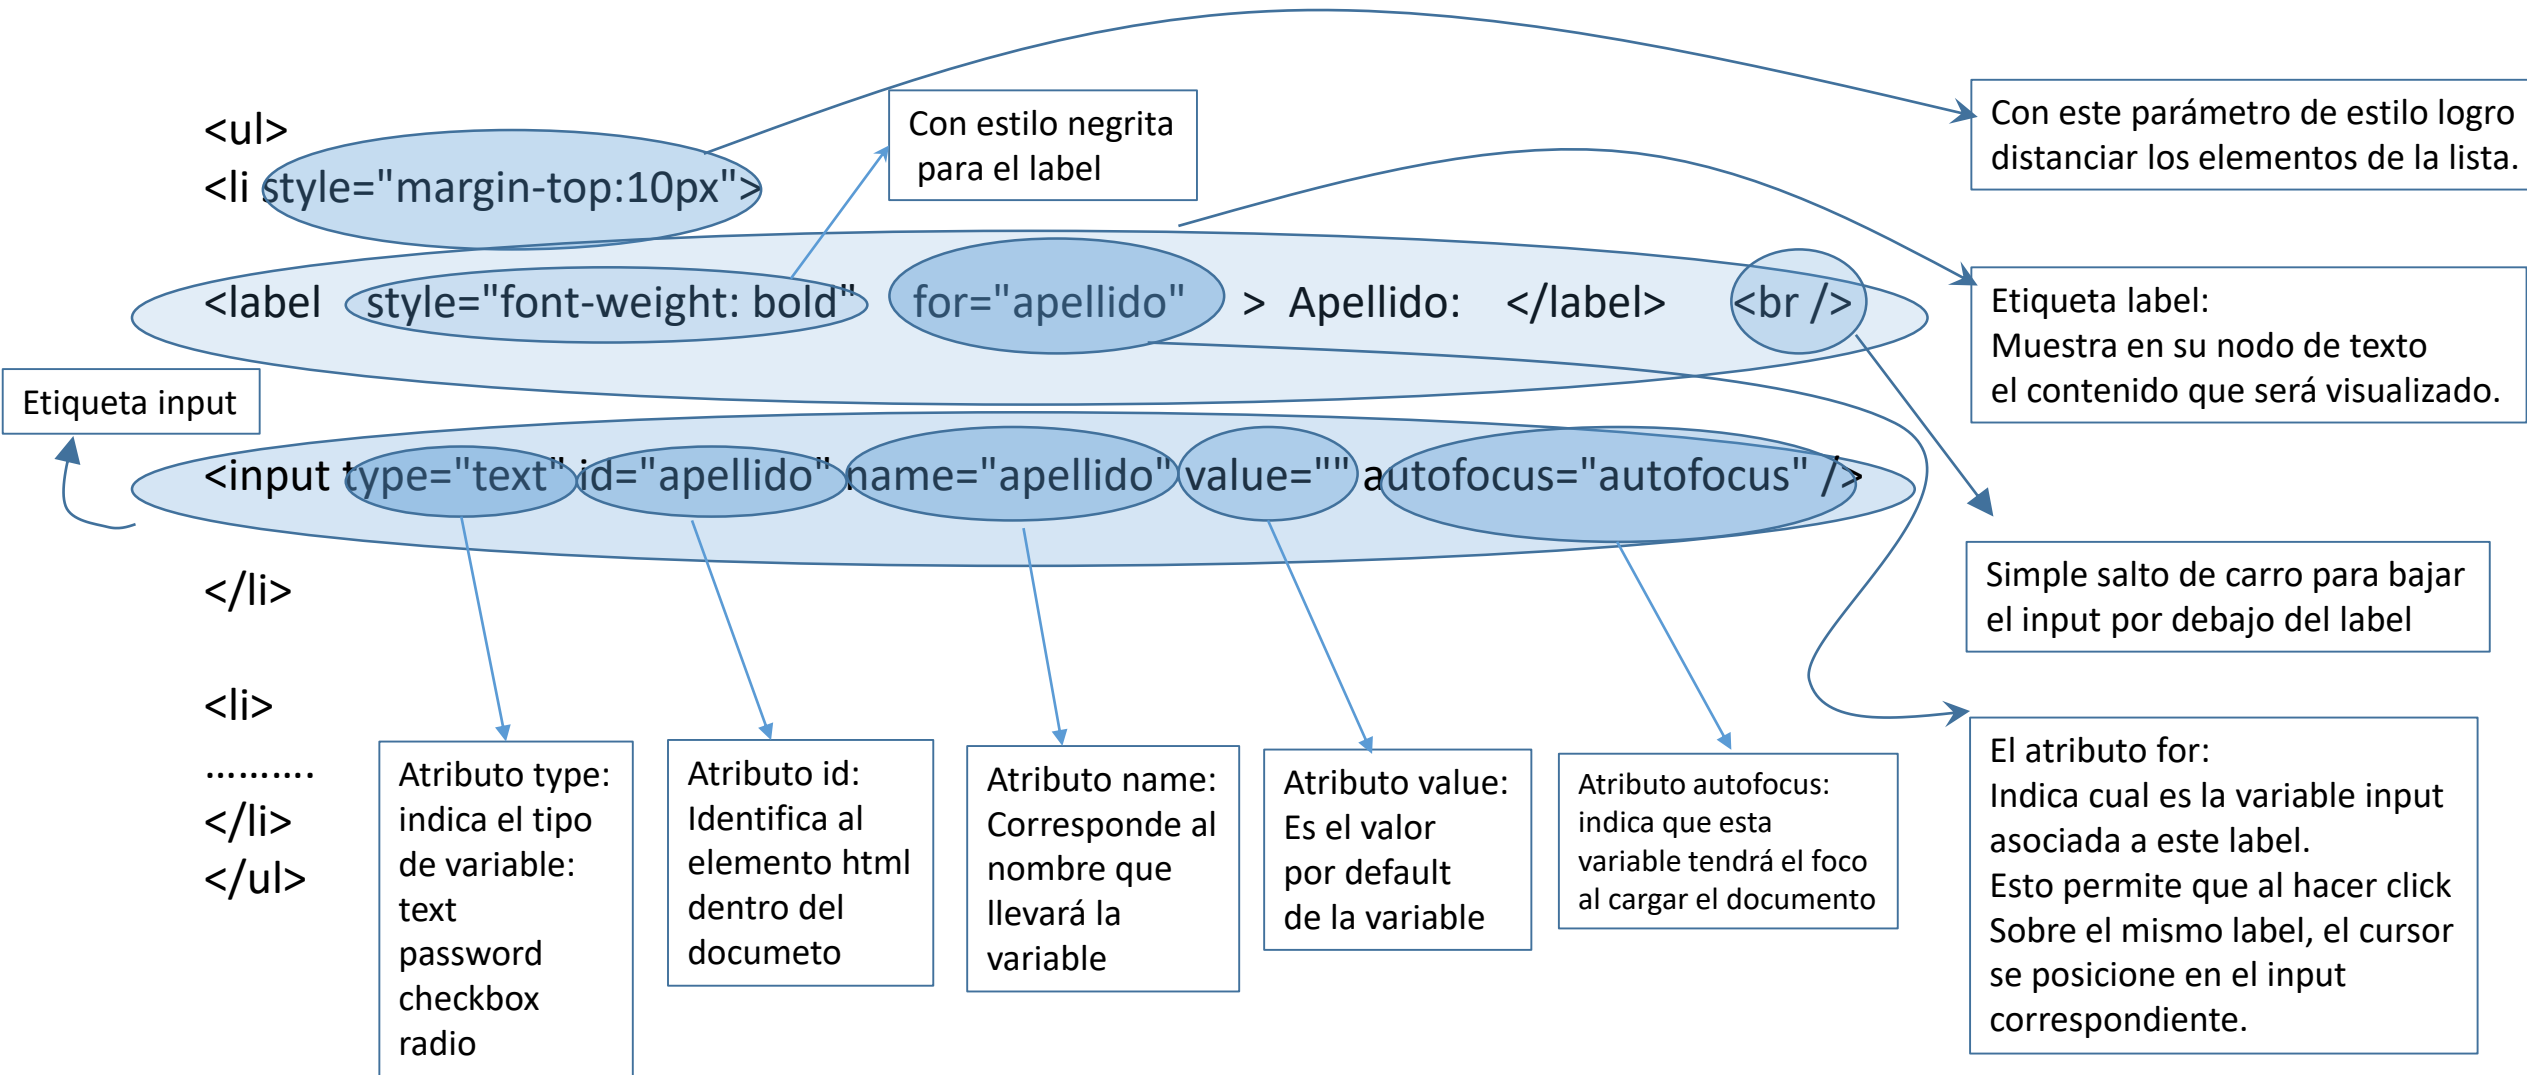 <ul>
<li style="margin-top:10px">
<label style="font-weight: bold" for="apellido" > Apellido: </label> <br />
<input type="text" id="apellido" name="apellido" value="" autofocus="autofocus" />
</li>
<li>
..........
</li>
</ul>
Con estilo negrita
para el label
Con este parámetro de estilo logro
distanciar los elementos de la lista.
Etiqueta label:
Muestra en su nodo de texto
el contenido que será visualizado.
Etiqueta input
Simple salto de carro para bajar
el input por debajo del label
Atributo type:
indica el tipo
de variable:
text
password
checkbox
radio
Atributo id:
Identifica al
elemento html
dentro del
documeto
Atributo name:
Corresponde al
nombre que
llevará la
variable
Atributo value:
Es el valor
por default
de la variable
Atributo autofocus:
indica que esta
variable tendrá el foco
al cargar el documento
El atributo for:
Indica cual es la variable input
asociada a este label.
Esto permite que al hacer click
Sobre el mismo label, el cursor
se posicione en el input
correspondiente.